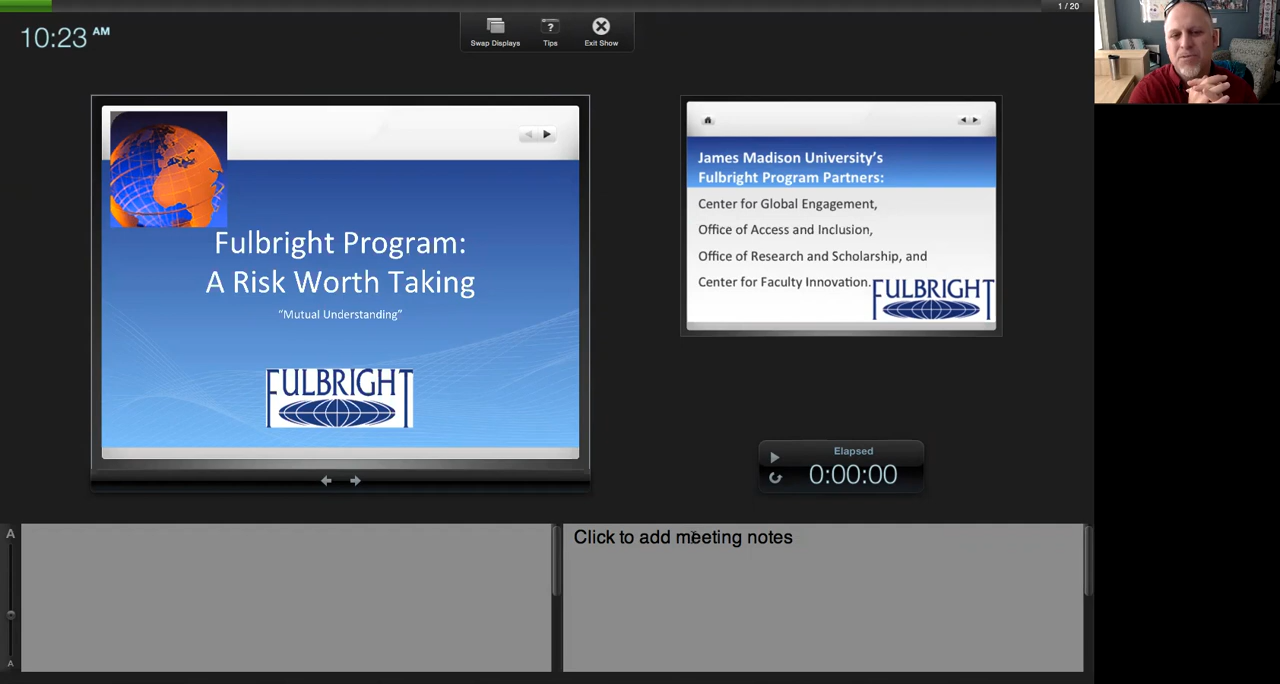 1 / 20
10:23 AM
Swap Displays
?
Tips
Exit Show
Fulbright Program:
A Risk Worth Taking
“Mutual Understanding”
FULBRIGHT
James Madison University’s
Fulbright Program Partners:
Center for Global Engagement,
Office of Access and Inclusion,
Office of Research and Scholarship, and
Center for Faculty Innovation.
FULBRIGHT
Elapsed
0:00:00
A
A
Click to add meeting notes